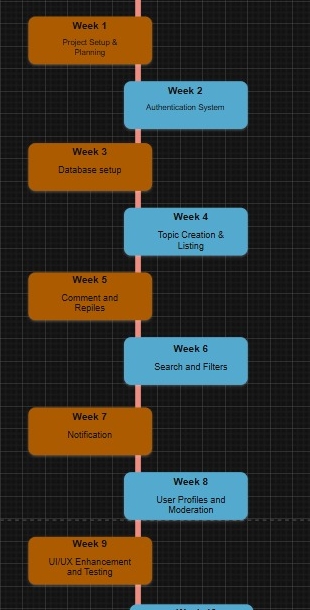 Week 1
Project Setup &
Planning
Week 2
Authentication System
Week 3
Database setup
Week 4
Topic Creation &
Listing
Week 5
Comment and
Repiles
Week 6
Search and Filters
Week 7
Notification
Week 8
User Profiles and
Moderation
Week 9
UI/UX Enhancement
and Testing